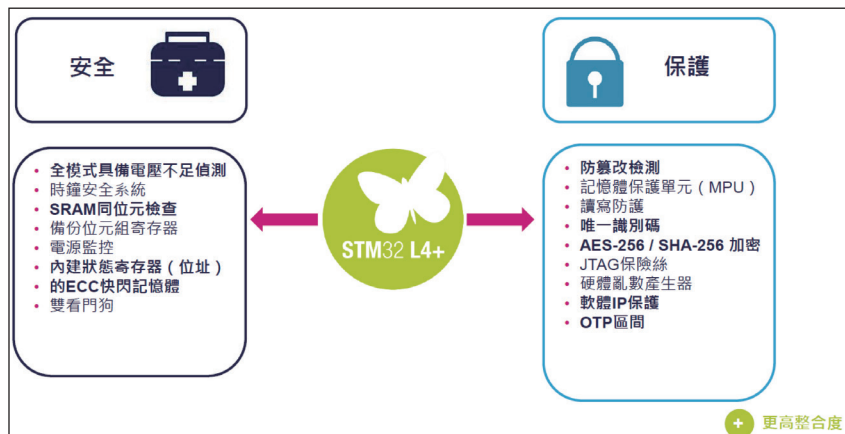 安全
全模式具備電壓不足偵測
時鐘安全系統
SRAM同位元檢查
備份位元組寄存器
電源監控
內建狀態寄存器（位址）
的ECC快閃記憶體
雙看門狗
STM32 L4+
保護
防篡改檢測
記憶體保護單元（MPU）
讀寫防護
唯一識別碼
AES-256 / SHA-256 加密
JTAG保險絲
硬體亂數產生器
軟體IP保護
OTP區間
+ 更高整合度